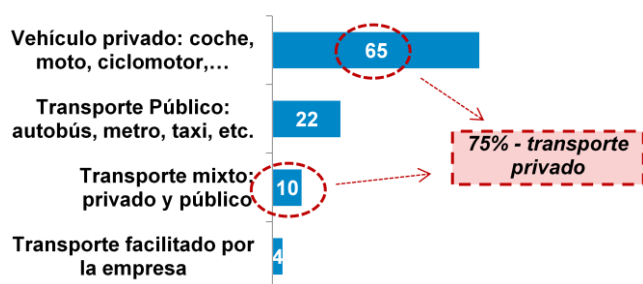 Vehículo privado: coche,
moto, ciclomotor,…
65
Transporte Público:
autobús, metro, taxi, etc.
22
75% - transporte
privado
Transporte mixto:
privado y público
10
Transporte facilitado por
la empresa
4